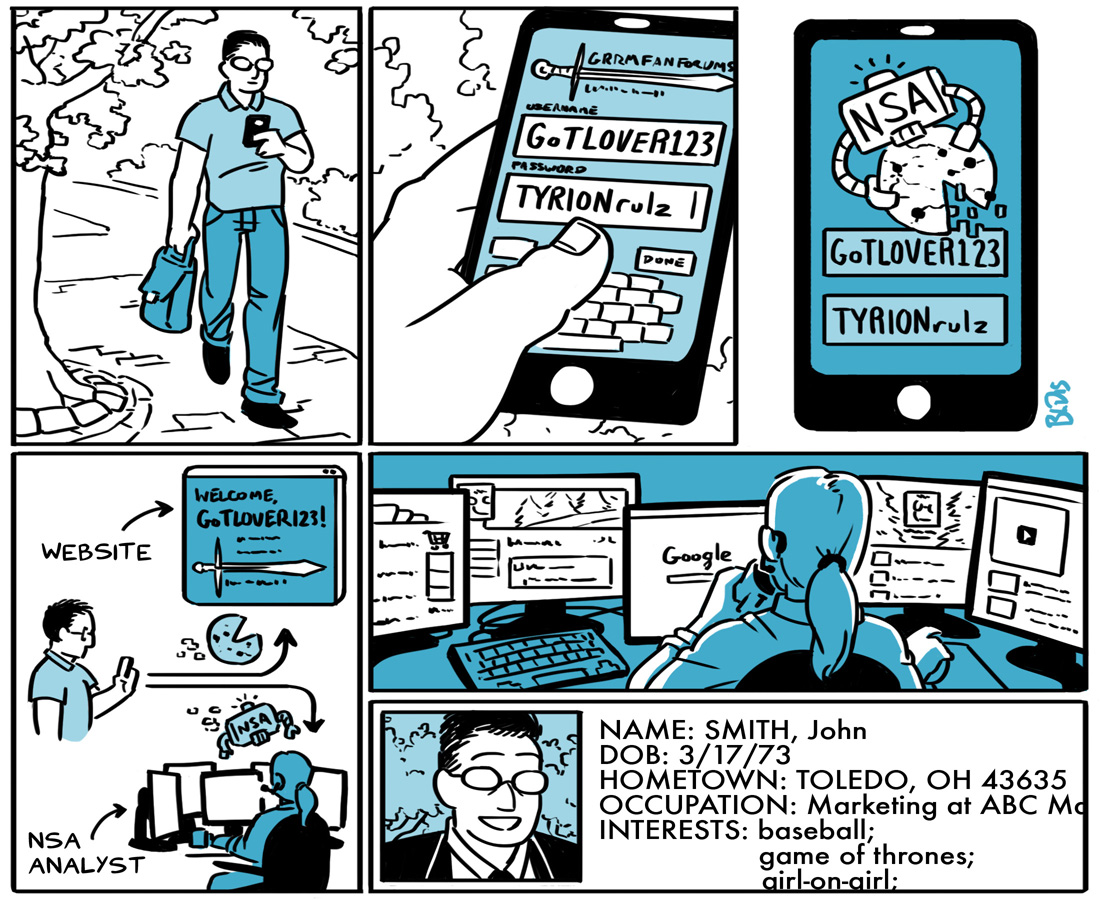 GRRMFANFORUMS
USERNAME
GoTLOVER123
PASSWORD
TYRIONrulz
DONE
NSA
GoTLOVER123
TYRIONrulz
BLDS
WELCOME,
GoTLOVER123!
WEBSITE
NSA
NSA
ANALYST
Google
NAME: SMITH, John
DOB: 3/17/73
HOMETOWN: TOLEDO, OH 43635
OCCUPATION: Marketing at ABC Mc
INTERESTS: baseball;
game of thrones;
girl-on-girl;